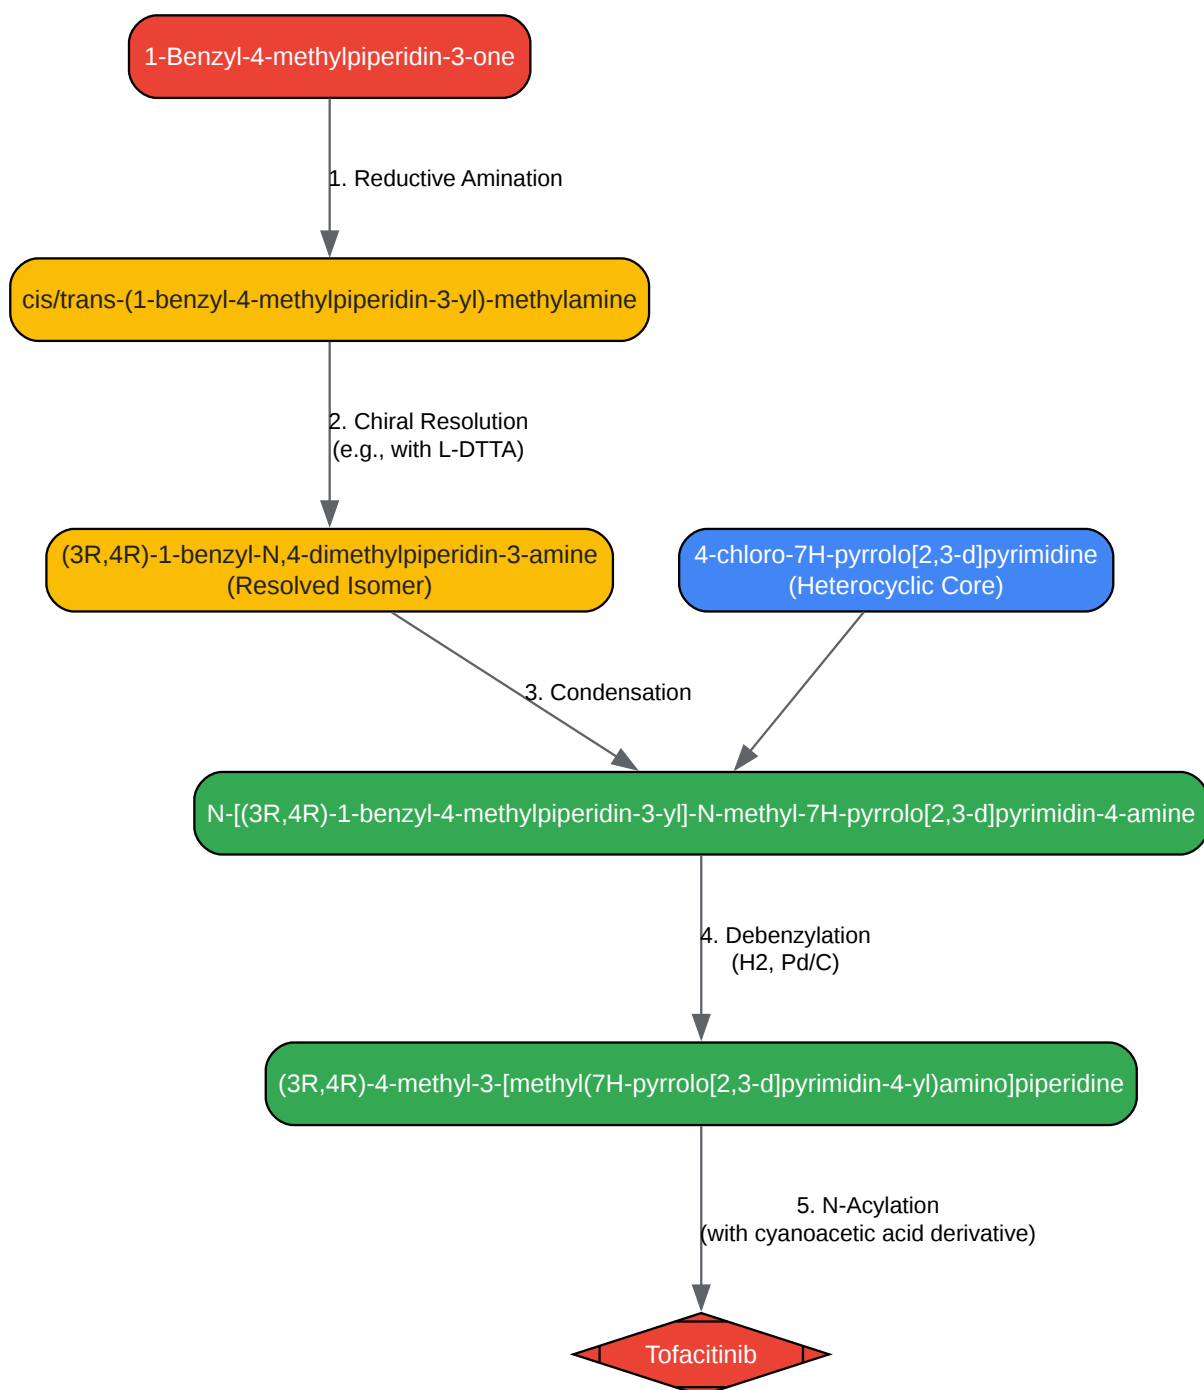 1-Benzyl-4-methylpiperidin-3-one
1. Reductive Amination
cis/trans-(1-benzyl-4-methylpiperidin-3-yl)-methylamine
2. Chiral Resolution
(e.g., with L-DTTA)
(3R,4R)-1-benzyl-N,4-dimethylpiperidin-3-amine
(Resolved Isomer)
4-chloro-7H-pyrrolo[2,3-d]pyrimidine
(Heterocyclic Core)
3. Condensation
N-[(3R,4R)-1-benzyl-4-methylpiperidin-3-yl]-N-methyl-7H-pyrrolo[2,3-d]pyrimidin-4-amine
4. Debenzylation
(H2, Pd/C)
(3R,4R)-4-methyl-3-[methyl(7H-pyrrolo[2,3-d]pyrimidin-4-yl)amino]piperidine
5. N-Acylation
(with cyanoacetic acid derivative)
Tofacitinib